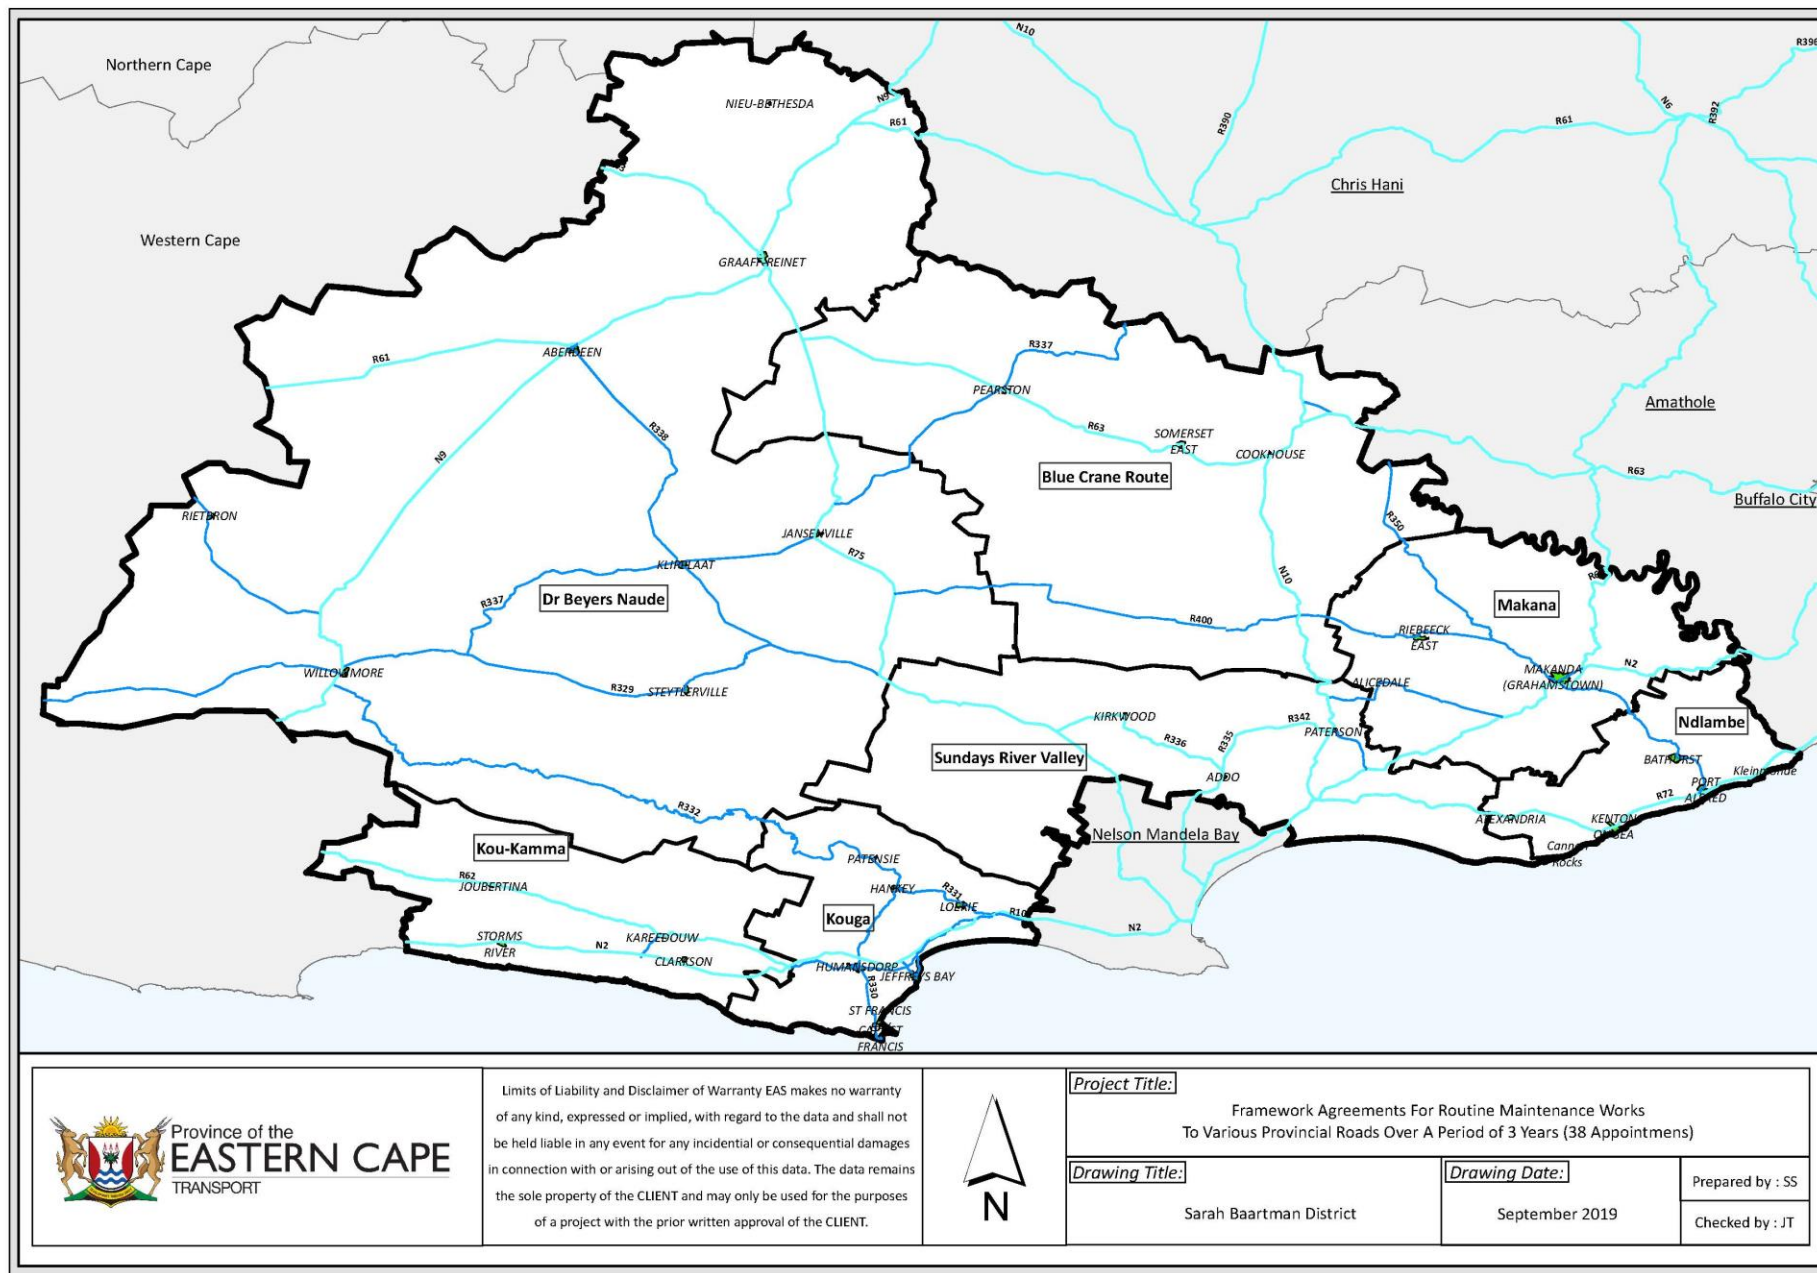 Northern Cape
N10
R396
NIEU-BETHESDA
N9
R61
R390
R61
N6
R392
Western Cape
Chris Hani
GRAAFF-REINET
R61
ABERDEEN
R337
PEARSTON
Amathole
R338
R63
SOMERSET
EAST
COOKHOUSE
N9
Blue Crane Route
R63
Buffalo City
RIETBRON
JANSENVILLE
R350
R75
KLIPPLAAT
N10
R337
Dr Beyers Naude
Makana
R400
RIEBEECK
EAST
WILLOWMORE
R329
STEYTLERVILLE
ALICEDALE
MAKANDA
(GRAHAMSTOWN)
N2
KIRKWOOD
R342
R336
R335
PATERSON
Ndlambe
Sundays River Valley
ADDO
BATHURST
Kleinmonde
PORT
ALFRED
R72
R332
Nelson Mandela Bay
ALEXANDRIA
KENTON
ON SEA
Cannon
Rocks
Kou-Kamma
PATENSIE
R62
JOUBERTINA
HANKEY
R331
LOERIE
Kouga
R10
N2
STORMS
RIVER
N2
KAREEDOUW
CLARKSON
HUMANSDORP
JEFFREYS BAY
R330
ST FRANCIS
FRANCIS
Province of the
EASTERN CAPE
TRANSPORT
Limits of Liability and Disclaimer of Warranty EAS makes no warranty
of any kind, expressed or implied, with regard to the data and shall not
be held liable in any event for any incidential or consequential damages
in connection with or arising out of the use of this data. The data remains
the sole property of the CLIENT and may only be used for the purposes
of a project with the prior written approval of the CLIENT.
N
Project Title:
Framework Agreements For Routine Maintenance Works
To Various Provincial Roads Over A Period of 3 Years (38 Appointmens)
Drawing Title:
Sarah Baartman District
Drawing Date:
September 2019
Prepared by : SS
Checked by : JT